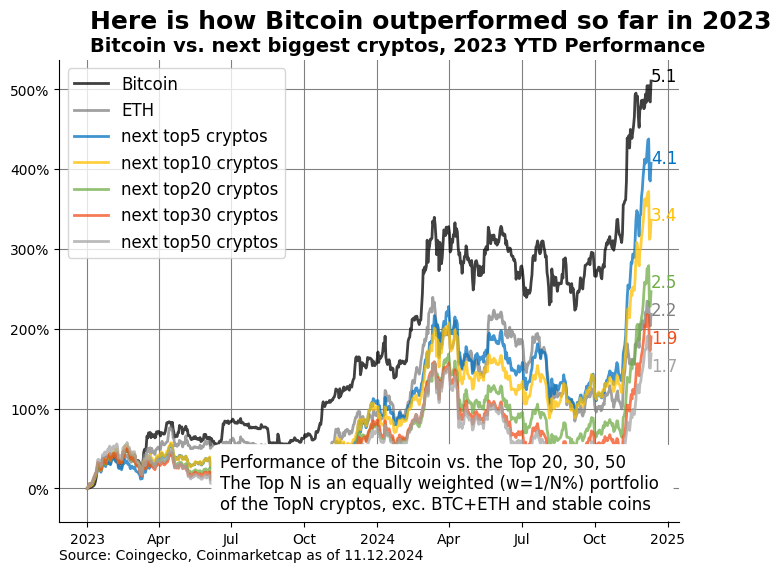 Here is how Bitcoin outperformed so far in 2023
Bitcoin vs. next biggest cryptos, 2023 YTD Performance
Bitcoin
ETH
next top5 cryptos
next top10 cryptos
next top20 cryptos
next top30 cryptos
next top50 cryptos
500%
400%
300%
200%
100%
0%
5.1
4.1
3.4
2.5
2.2
1.9
1.7
Performance of the Bitcoin vs. the Top 20, 30, 50
The Top N is an equally weighted (w=1/N%) portfolio
of the TopN cryptos, exc. BTC+ETH and stable coins
2023 Apr Jul Oct 2024 Apr Jul Oct 2025
Source: Coingecko, Coinmarketcap as of 11.12.2024